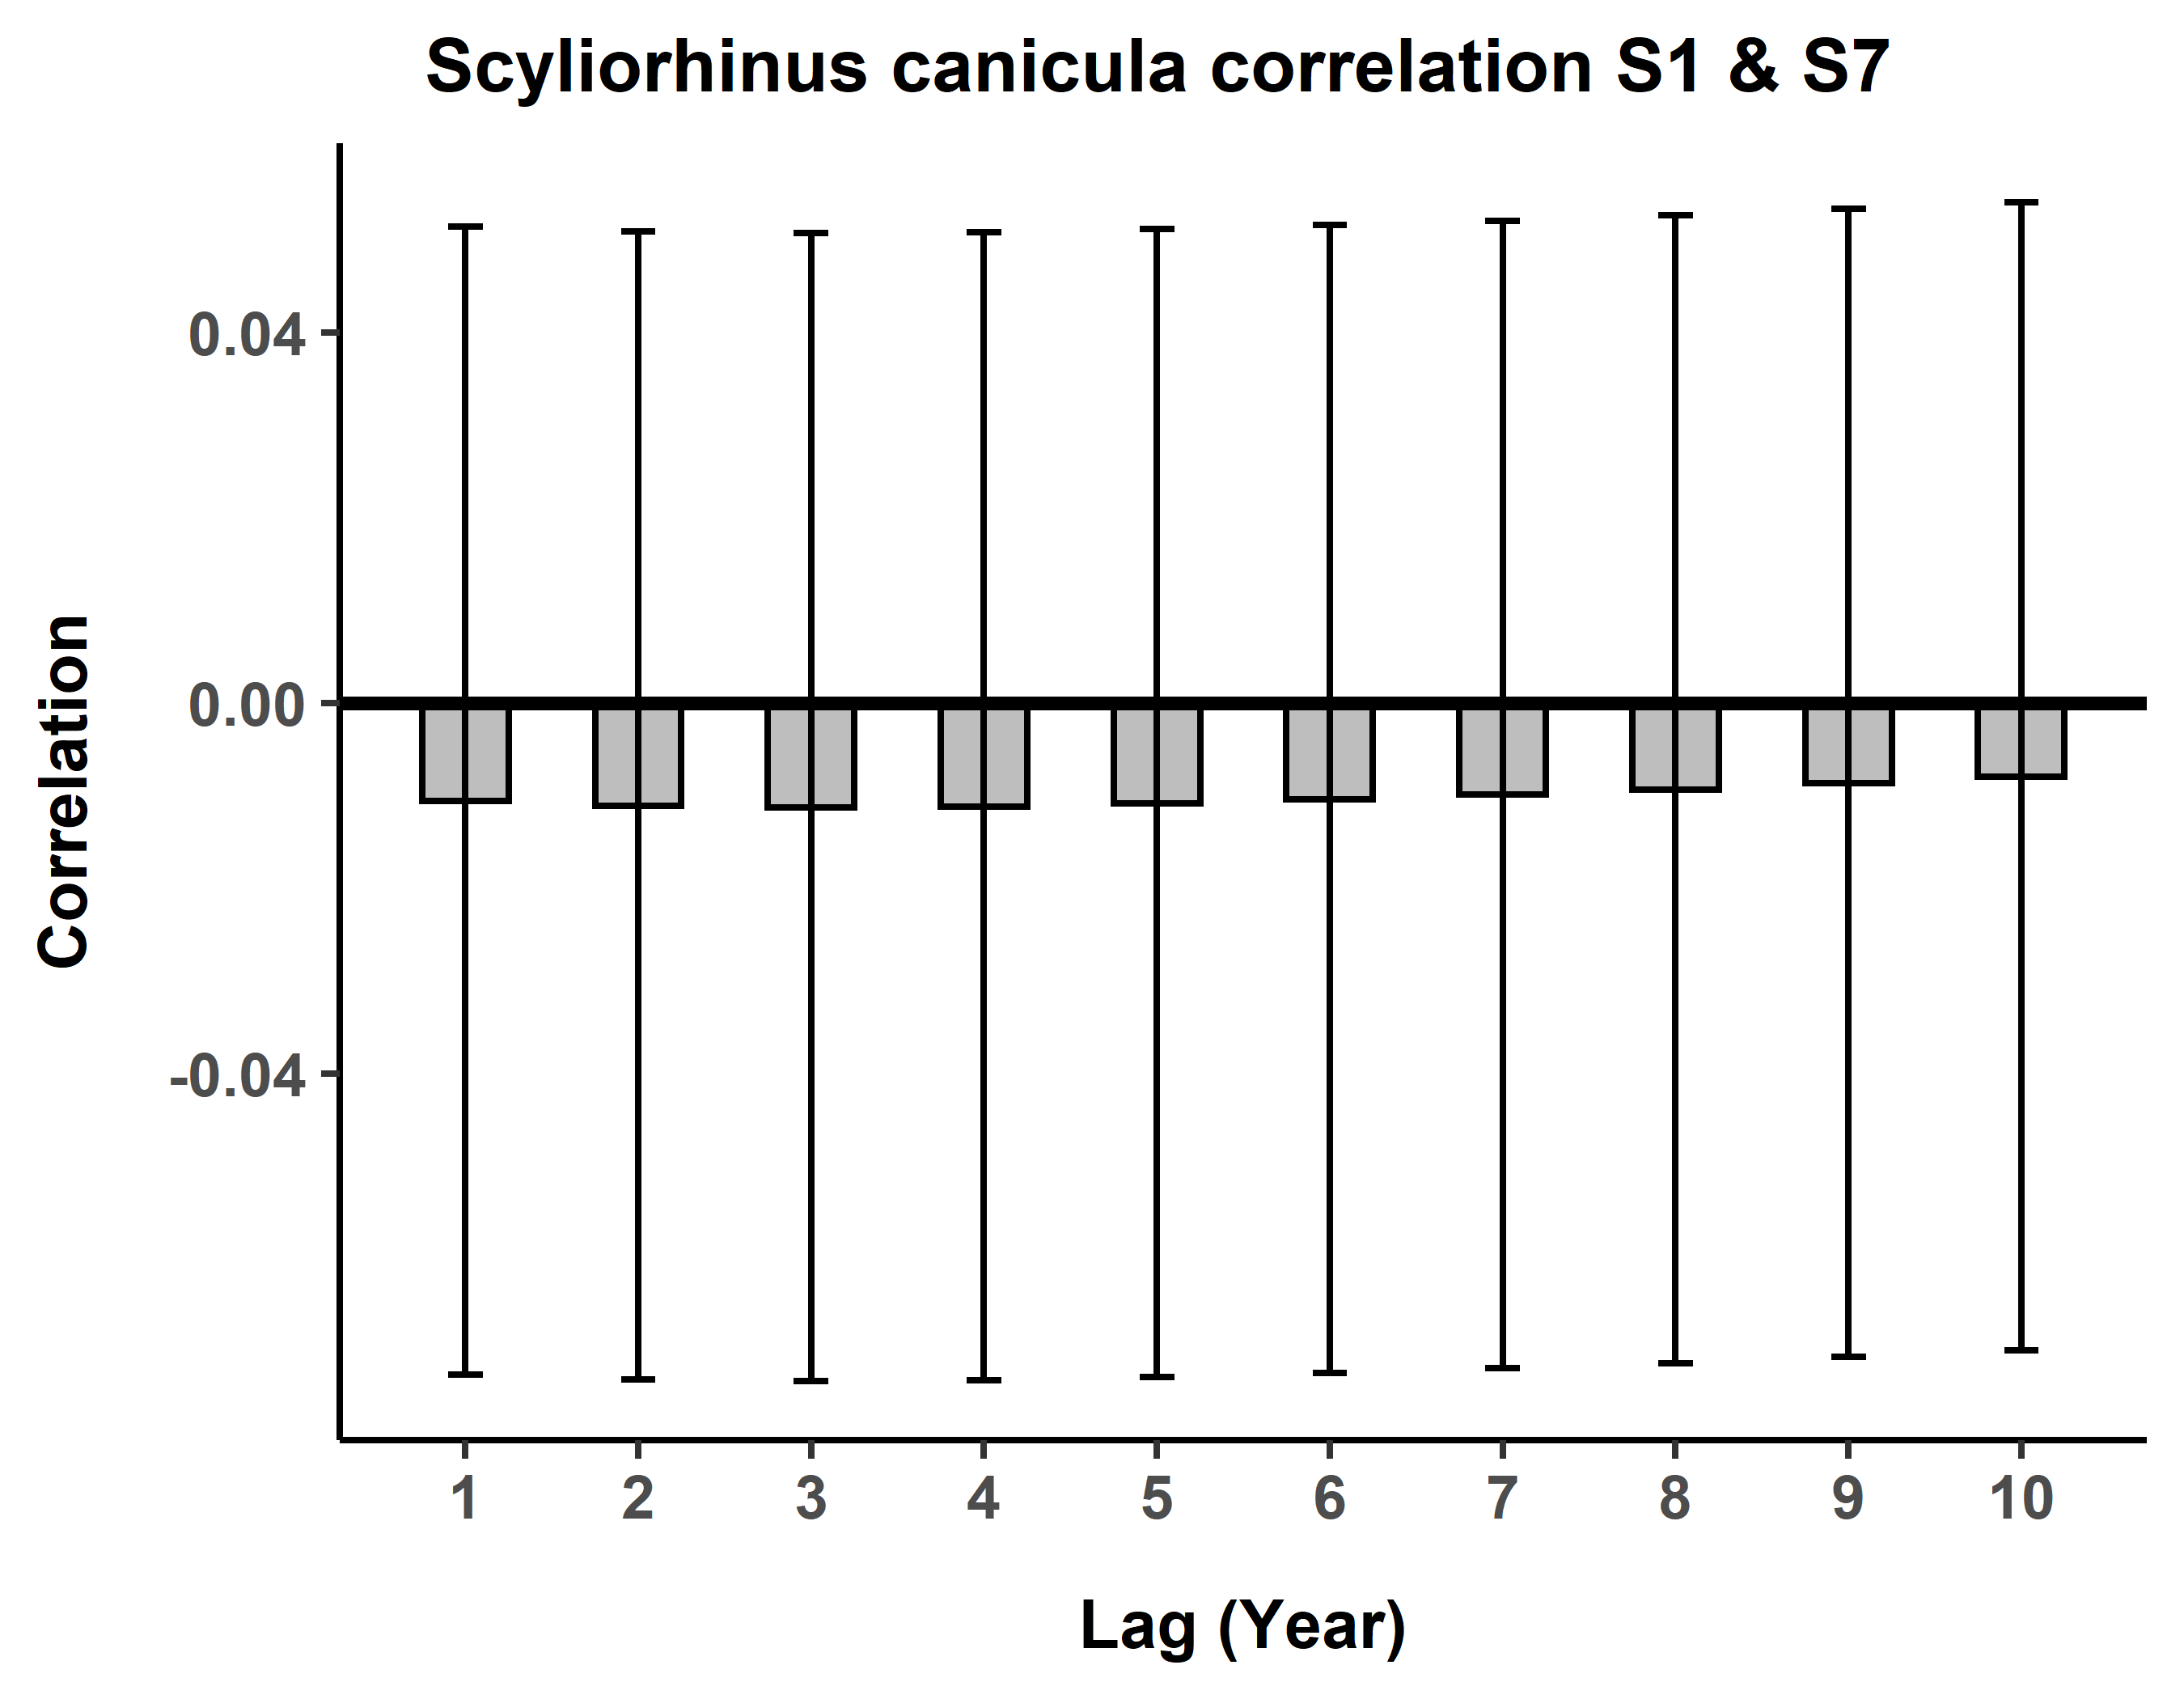 Scyliorhinus canicula correlation S1 & S7
Correlation
0.04
0.00
-0.04
1 2 3 4 5 6 7 8 9 10
Lag (Year)